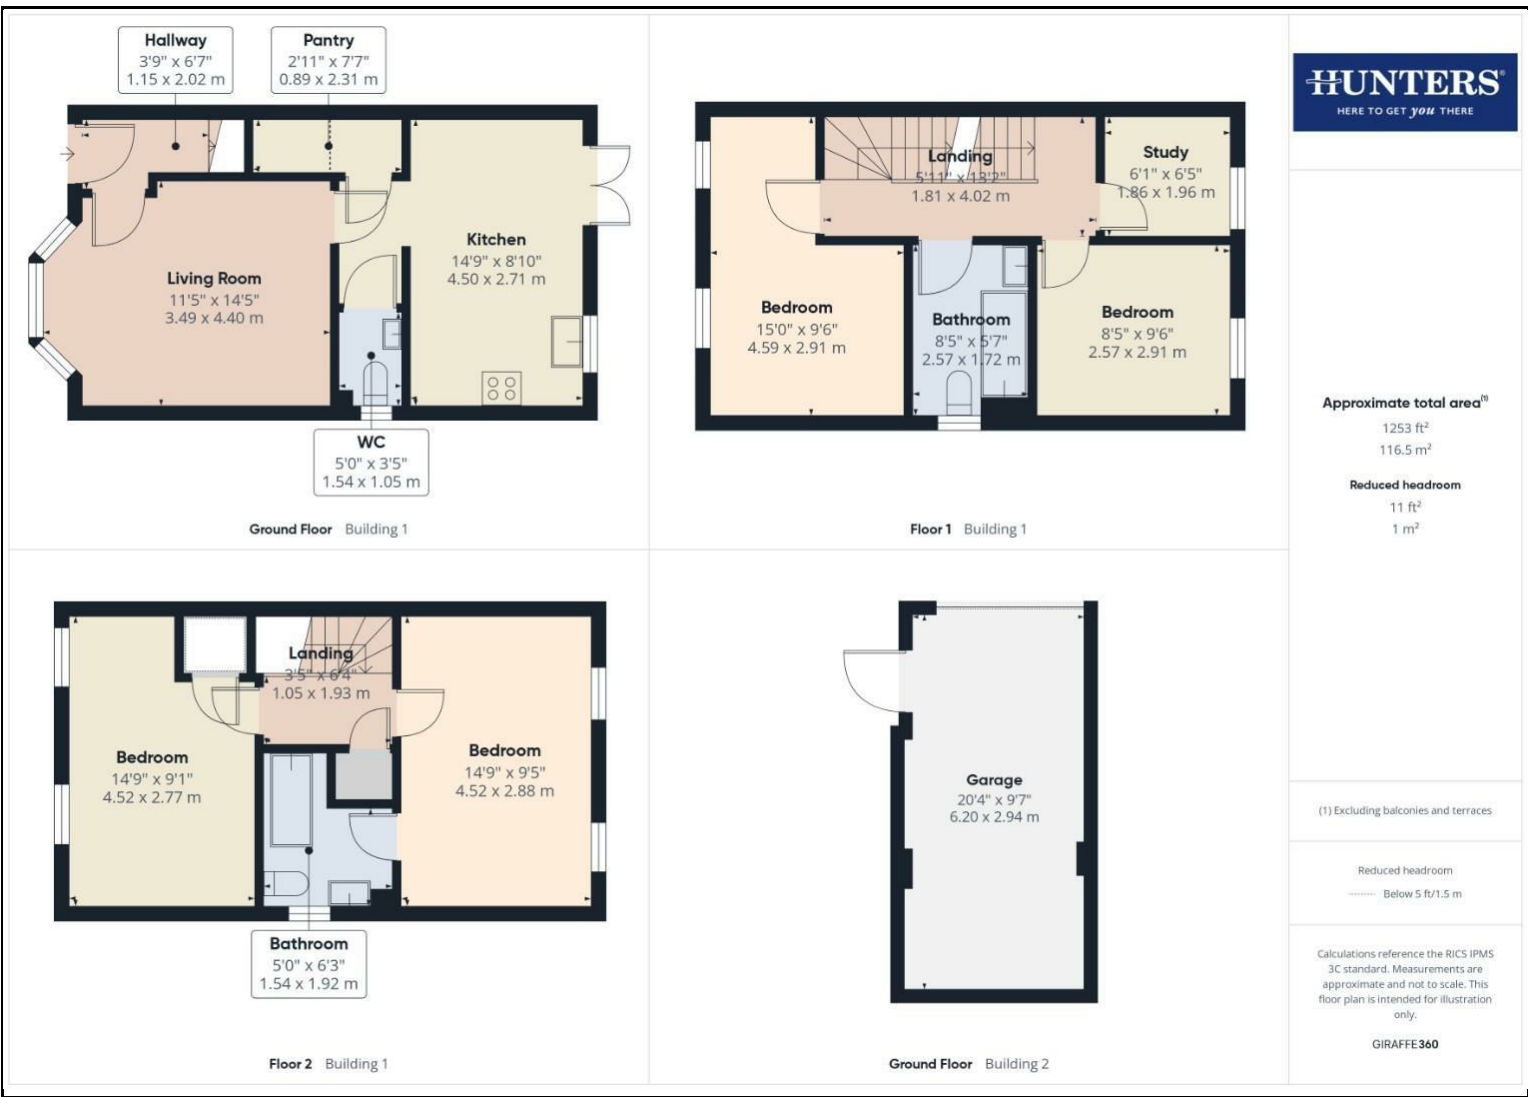 Hallway
3'9" x 6'7"
1.15 x 2.02 m
Pantry
2'11" x 7'7"
0.89 x 2.31 m
Living Room
11'5" x 14'5"
3.49 x 4.40 m
Kitchen
14'9" x 8'10"
4.50 x 2.71 m
WC
5'0" x 3'5"
1.54 x 1.05 m
Ground Floor Building 1
Landing
5'11" x 13'2"
1.81 x 4.02 m
Study
6'1" x 6'5"
1.86 x 1.96 m
Bedroom
15'0" x 9'6"
4.59 x 2.91 m
Bathroom
8'5" x 5'7"
2.57 x 1.72 m
Bedroom
8'5" x 9'6"
2.57 x 2.91 m
Floor 1 Building 1
Landing
3'5" x 6'4"
1.05 x 1.93 m
Bedroom
14'9" x 9'1"
4.52 x 2.77 m
Bedroom
14'9" x 9'5"
4.52 x 2.88 m
Bathroom
5'0" x 6'3"
1.54 x 1.92 m
Floor 2 Building 1
Garage
20'4" x 9'7"
6.20 x 2.94 m
Ground Floor Building 2
HUNTERS®
HERE TO GET you THERE
Approximate total area(1)
1253 ft²
116.5 m²
Reduced headroom
11 ft²
1 m²
(1) Excluding balconies and terraces
Reduced headroom
Below 5 ft/1.5 m
Calculations reference the RICS IPMS
3C standard. Measurements are
approximate and not to scale. This
floor plan is intended for illustration
only.
GIRAFFE360